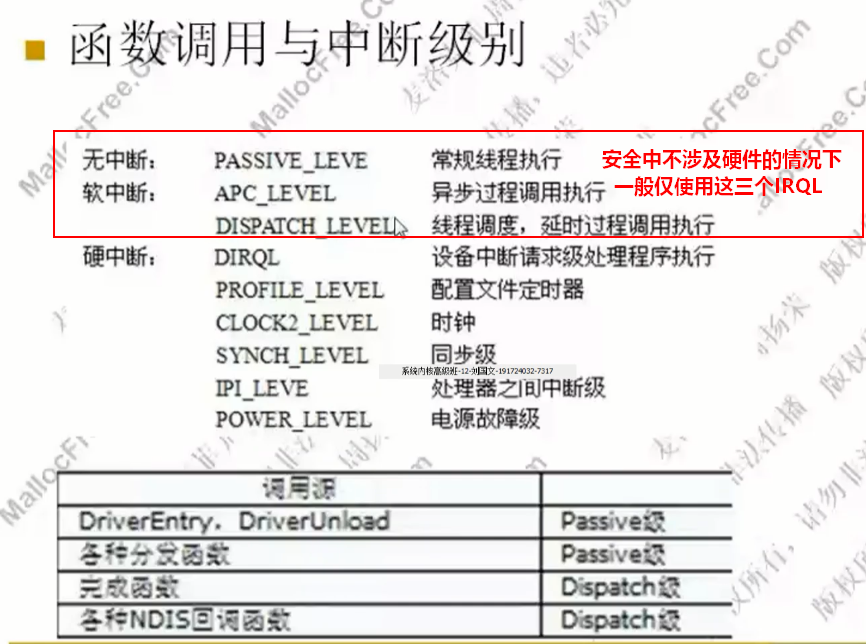 函数调用与中断级别
无中断： PASSIVE_LEVE 常规线程执行
安全中不涉及硬件的情况下
一般仅使用这三个IRQL
软中断： APC_LEVEL 异步过程调用执行
DISPATCH_LEVEL 线程调度，延时过程调用执行
硬中断： DIRQL 设备中断请求级处理程序执行
PROFILE_LEVEL 配置文件定时器
CLOCK2_LEVEL 时钟
SYNCH_LEVEL 同步级
系统内核高级班-12-刘国文-191724032-7317
IPI_LEVE 处理器之间中断级
POWER_LEVEL 电源故障级
调用源
DriverEntry，DriverUnload Passive级
各种分发函数 Passive级
完成函数 Dispatch级
各种NDIS回调函数 Dispatch级
MallocFree.Com